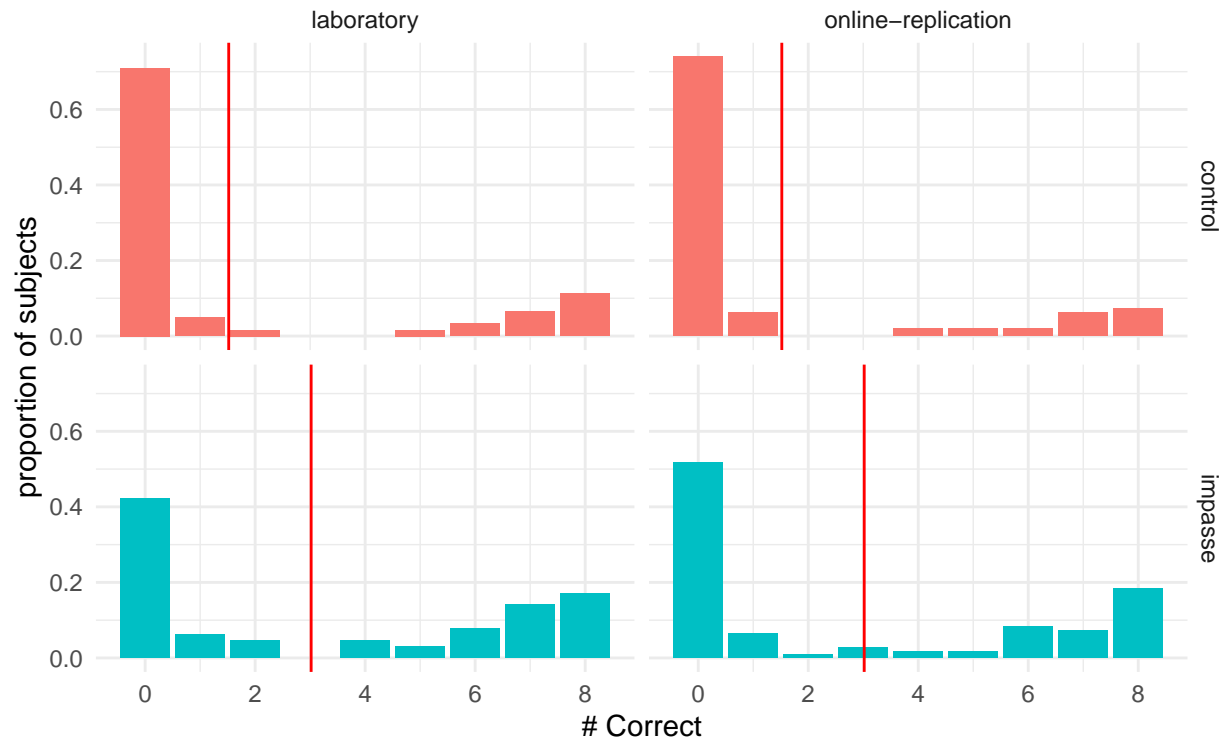 laboratory
online−replication
0.6
0.4
0.2
0.0
control
0.6
0.4
0.2
0.0
impasse
proportion of subjects
0 2 4 6 8
0 2 4 6 8
# Correct